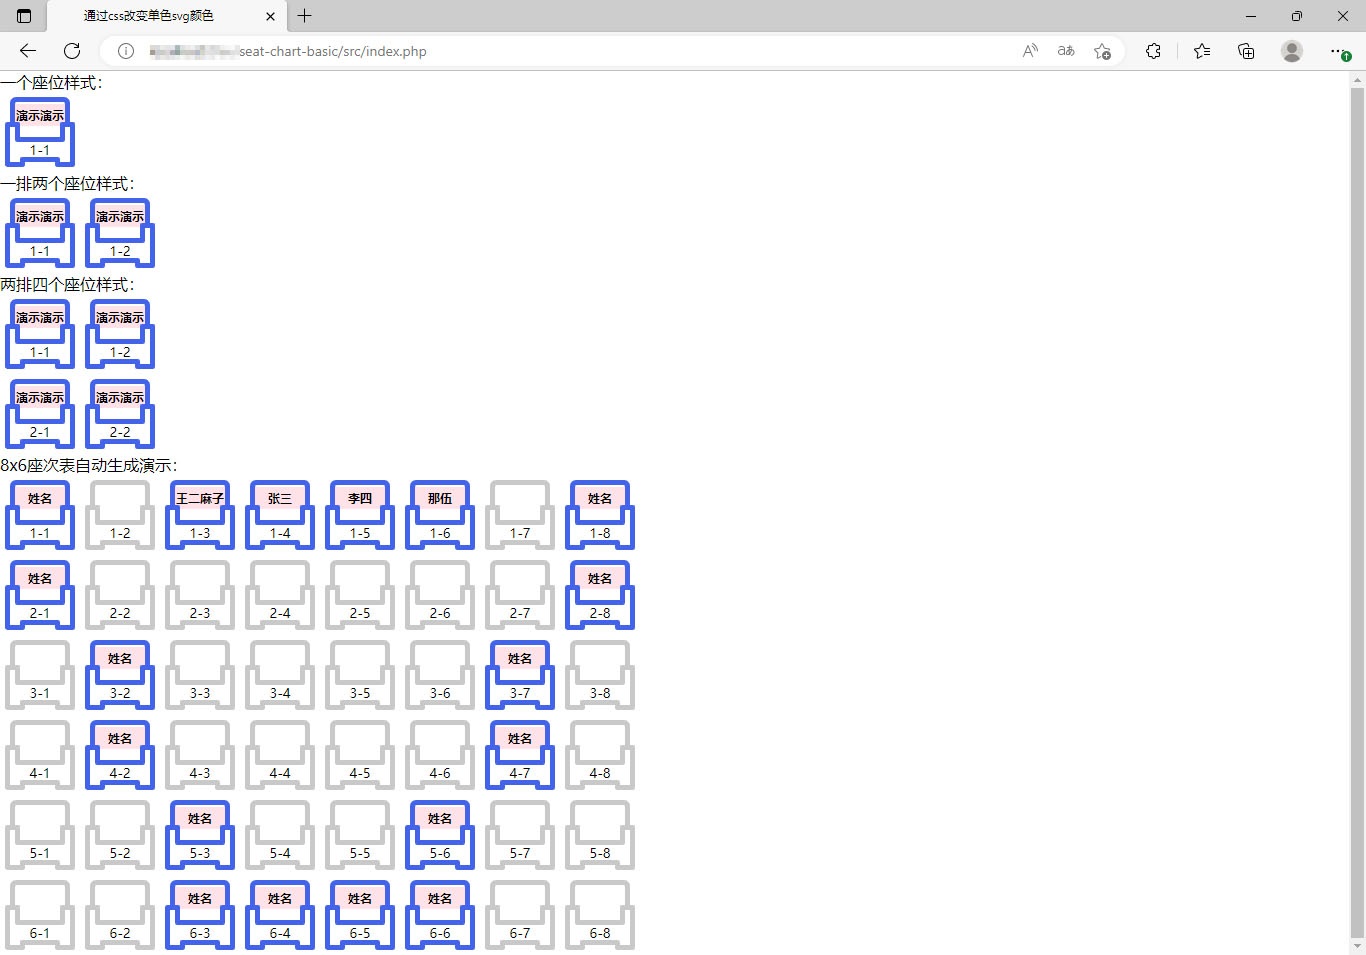 通过css改变单色svg颜色
seat-chart-basic/src/index.php
一个座位样式：
演示演示
1-1
一排两个座位样式：
演示演示 演示演示
1-1 1-2
两排四个座位样式：
演示演示 演示演示
1-1 1-2
演示演示 演示演示
2-1 2-2
8x6座次表自动生成演示：
姓名 王二麻子 张三 李四 那伍 姓名
1-1 1-2 1-3 1-4 1-5 1-6 1-7 1-8
姓名 姓名
2-1 2-2 2-3 2-4 2-5 2-6 2-7 2-8
姓名 姓名
3-1 3-2 3-3 3-4 3-5 3-6 3-7 3-8
姓名 姓名
4-1 4-2 4-3 4-4 4-5 4-6 4-7 4-8
姓名 姓名
5-1 5-2 5-3 5-4 5-5 5-6 5-7 5-8
姓名 姓名 姓名 姓名
6-1 6-2 6-3 6-4 6-5 6-6 6-7 6-8